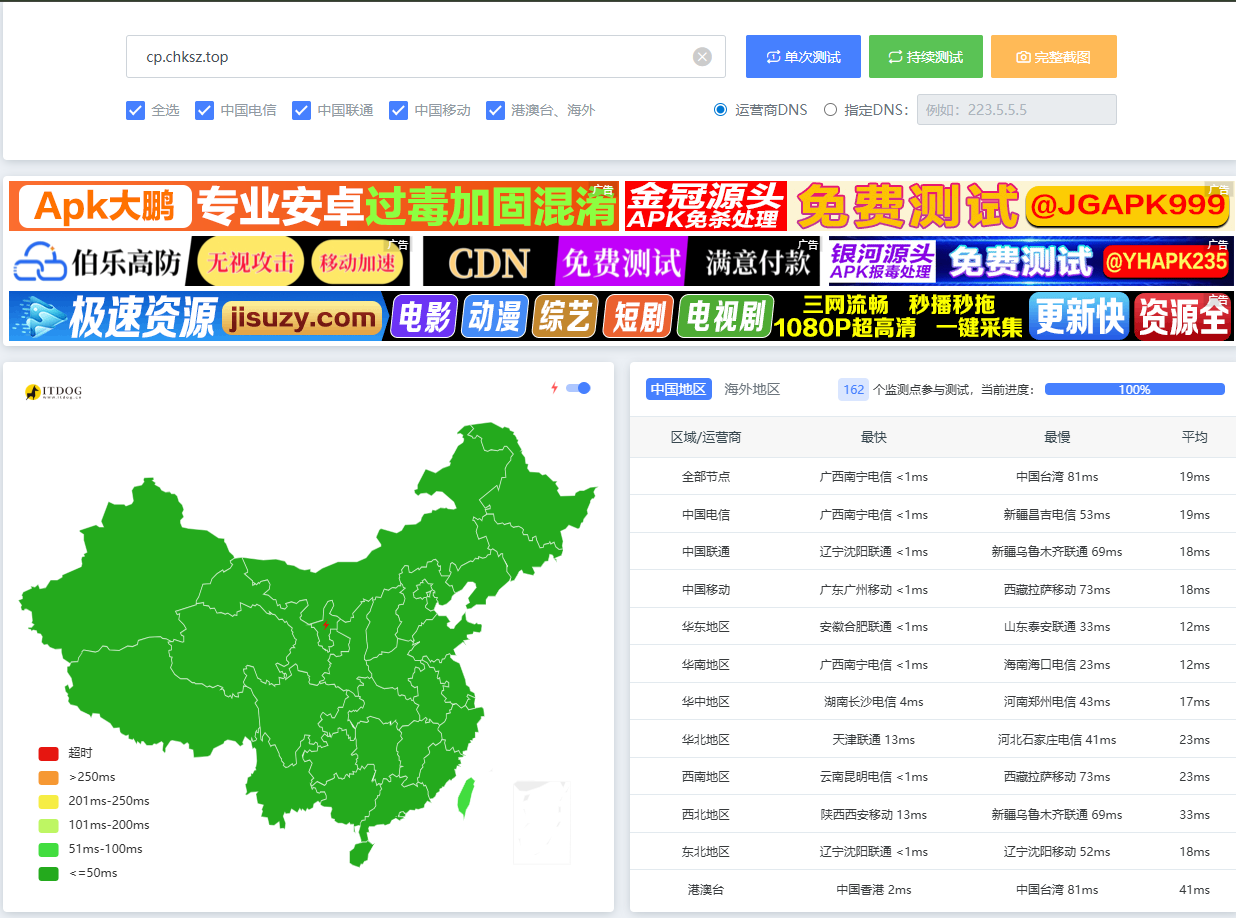 cp.chksz.top
单次测试
持续测试
完整截图
全选 中国电信 中国联通 中国移动 港澳台、海外
运营商DNS 指定DNS: 例如: 223.5.5.5
Apk大鹏 专业安卓过毒加固混淆 广告
金冠源头
APK免杀处理
免费测试 @JGAPK999 广告
伯乐高防 无视攻击 移动加速 广告
CDN 免费测试 满意付款 广告
银河源头
APK报毒处理
免费测试 @YHAPK235 广告
极速资源 jisuzy.com 电影 动漫 综艺 短剧 电视剧
三网流畅 秒播秒拖
1080P超高清 一键采集
更新快 资源全 广告
ITDOG
www.itdog.cn
超时
>250ms
201ms-250ms
101ms-200ms
51ms-100ms
<=50ms
中国地区 海外地区 162 个监测点参与测试，当前进度： 100%
区域/运营商 最快 最慢 平均
全部节点 广西南宁电信 <1ms 中国台湾 81ms 19ms
中国电信 广西南宁电信 <1ms 新疆昌吉电信 53ms 19ms
中国联通 辽宁沈阳联通 <1ms 新疆乌鲁木齐联通 69ms 18ms
中国移动 广东广州移动 <1ms 西藏拉萨移动 73ms 18ms
华东地区 安徽合肥联通 <1ms 山东泰安联通 33ms 12ms
华南地区 广西南宁电信 <1ms 海南海口电信 23ms 12ms
华中地区 湖南长沙电信 4ms 河南郑州电信 43ms 17ms
华北地区 天津联通 13ms 河北石家庄电信 41ms 23ms
西南地区 云南昆明电信 <1ms 西藏拉萨移动 73ms 23ms
西北地区 陕西西安移动 13ms 新疆乌鲁木齐联通 69ms 33ms
东北地区 辽宁沈阳联通 <1ms 辽宁沈阳移动 52ms 18ms
港澳台 中国香港 2ms 中国台湾 81ms 41ms